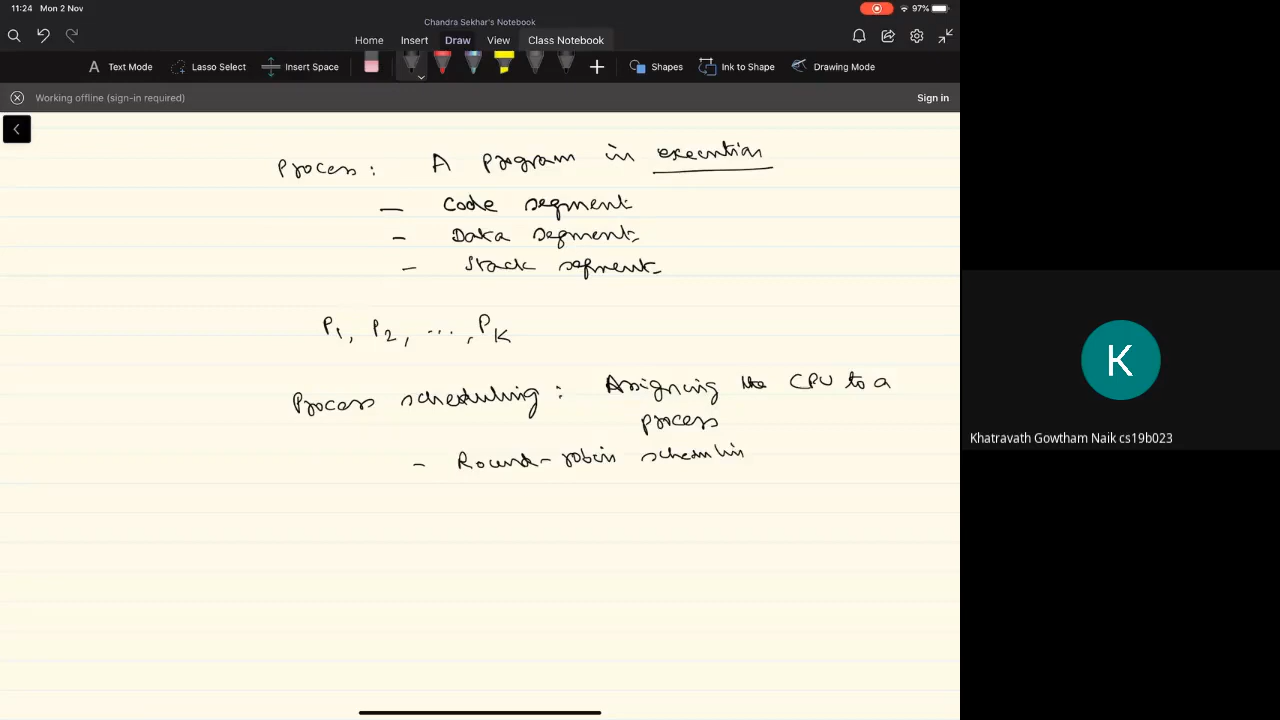 11:24 Mon 2 Nov
97%
Chandra Sekhar's Notebook
Home Insert Draw View Class Notebook
Text Mode Lasso Select Insert Space Shapes Ink to Shape Drawing Mode
Working offline (sign-in required) Sign in
Process: A program in execution
- Code segment
- Data segment
- Stack segment
P1, P2, ..., PK
Process scheduling: Assigning the CPU to a
process
- Round-robin schedulin
K
Khatravath Gowtham Naik cs19b023